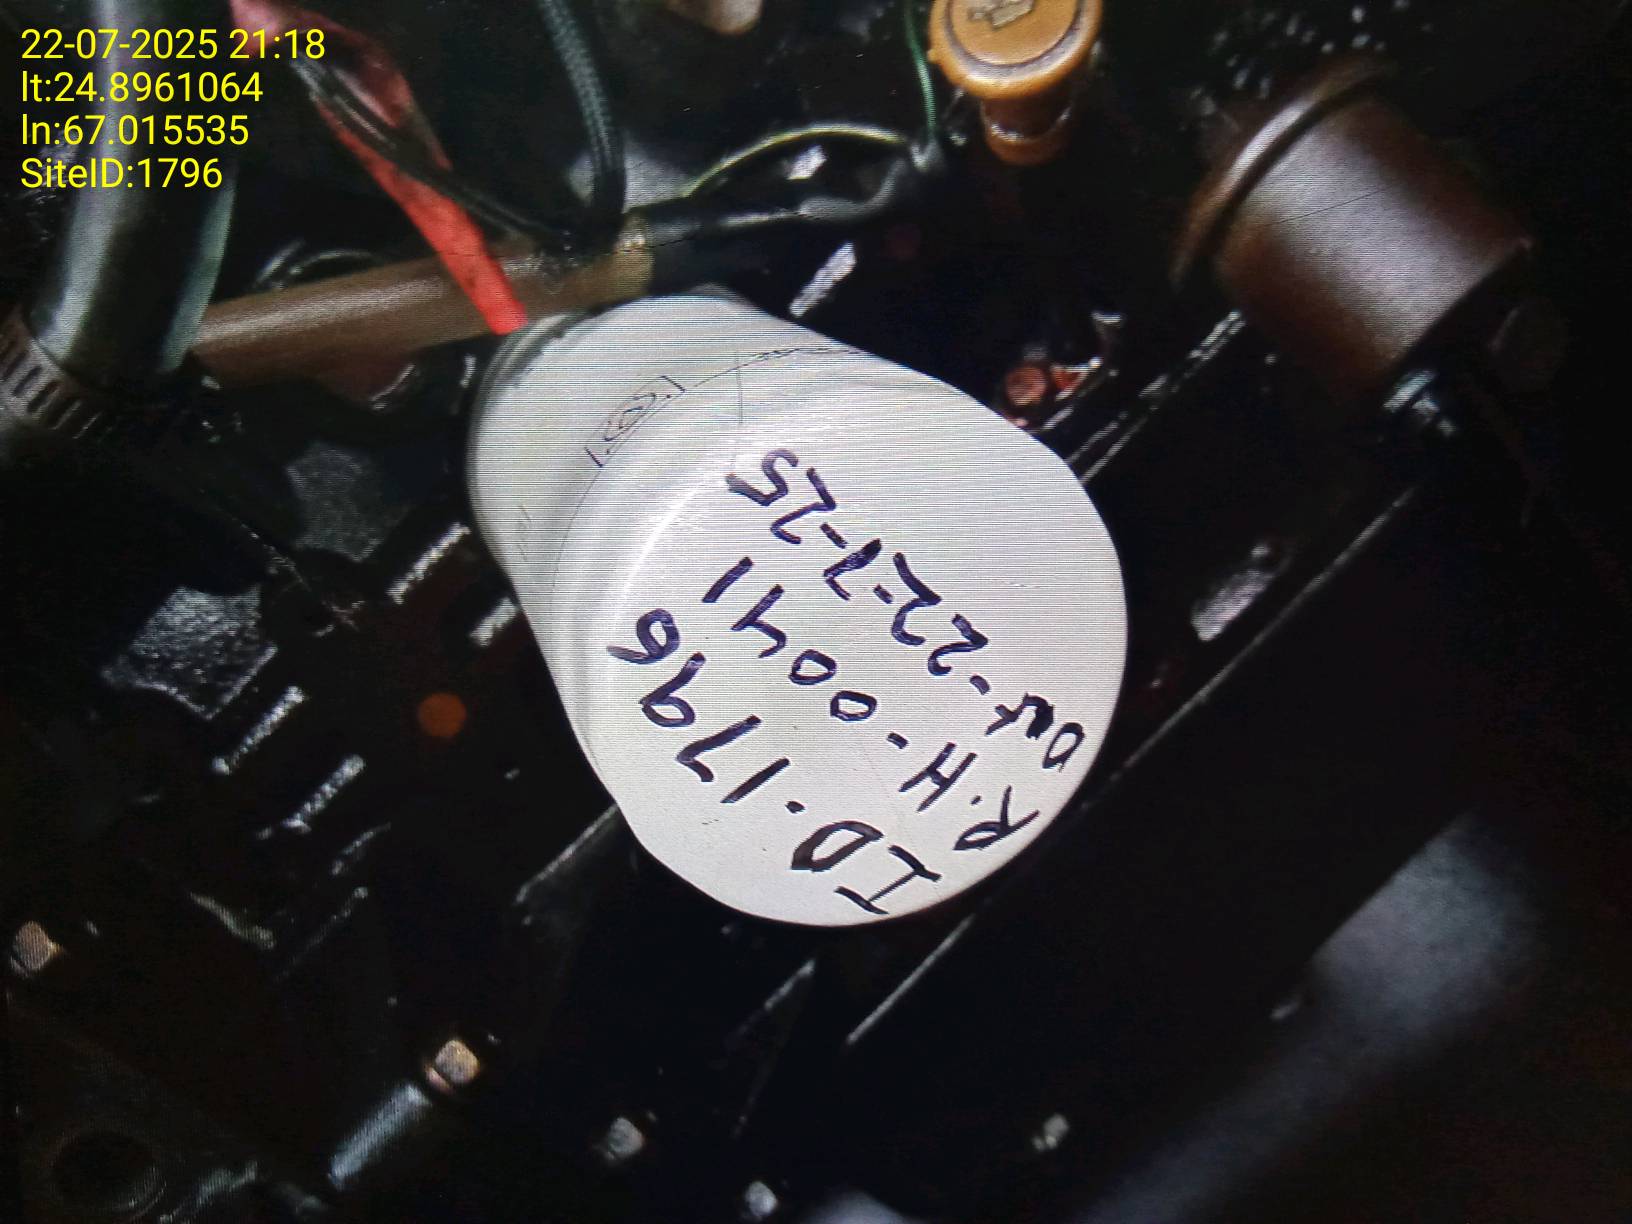 22-07-2025 21:18
lt:24.8961064
ln:67.015535
SiteID:1796
ID.1796
R.H-0041
Dat-22-7-25